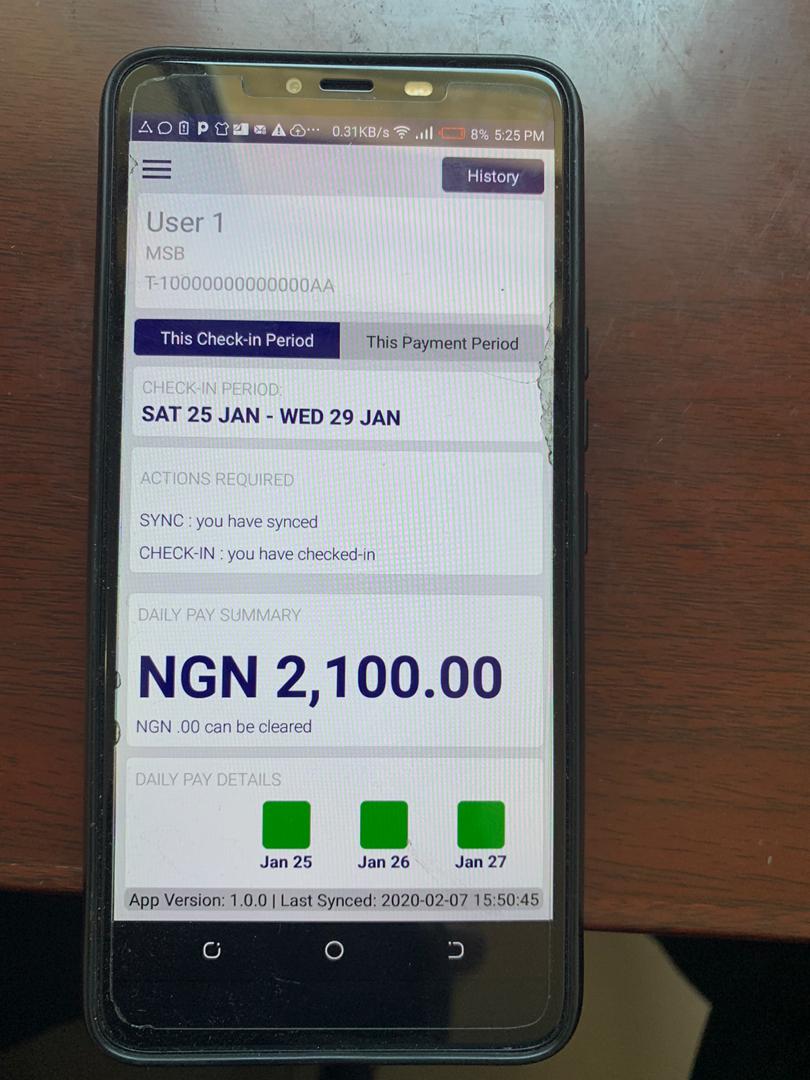 0.31KB/s 8% 5:25 PM
History
User 1
MSB
T-10000000000000AA
This Check-in Period This Payment Period
CHECK-IN PERIOD:
SAT 25 JAN - WED 29 JAN
ACTIONS REQUIRED
SYNC : you have synced
CHECK-IN : you have checked-in
DAILY PAY SUMMARY
NGN 2,100.00
NGN .00 can be cleared
DAILY PAY DETAILS
Jan 25 Jan 26 Jan 27
App Version: 1.0.0 | Last Synced: 2020-02-07 15:50:45